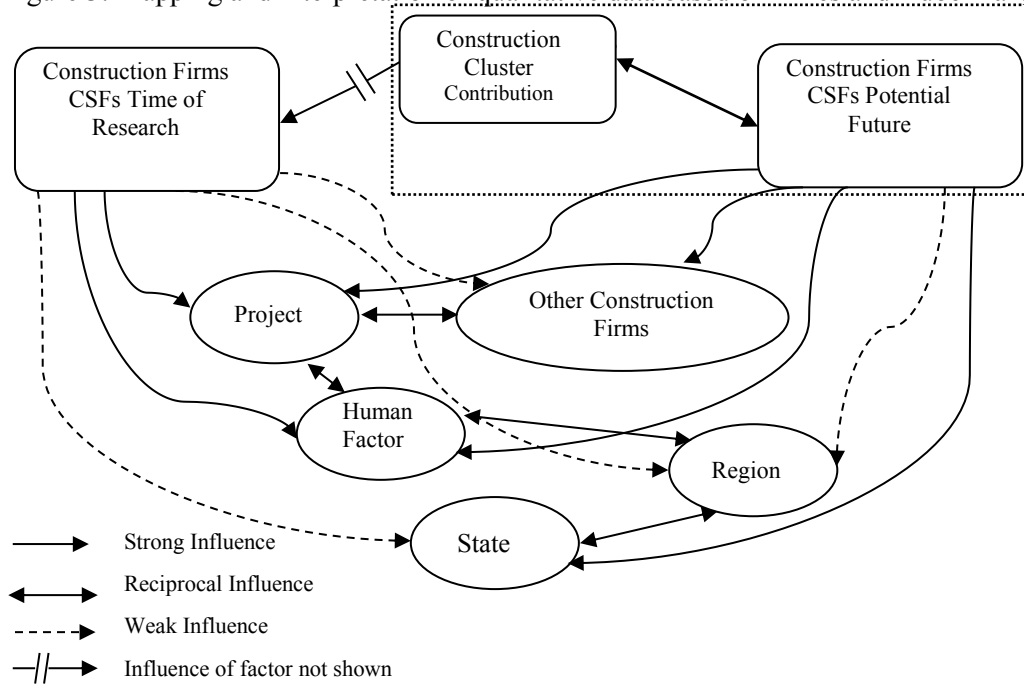 Construction Firms
CSFs Time of
Research
Construction
Cluster
Contribution
Construction Firms
CSFs Potential
Future
Project
Other Construction
Firms
Human
Factor
Region
State
Strong Influence
Reciprocal Influence
Weak Influence
Influence of factor not shown